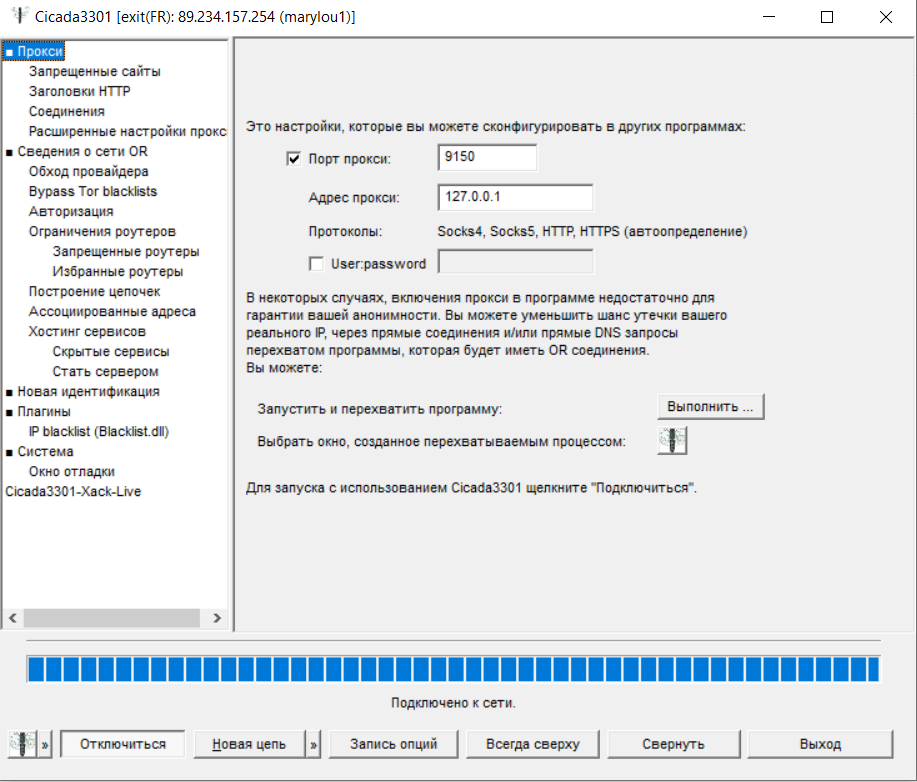 Cicada3301 [exit(FR): 89.234.157.254 (marylou1)]
Прокси
Запрещенные сайты
Заголовки HTTP
Соединения
Расширенные настройки прокс
Сведения о сети OR
Обход провайдера
Bypass Tor blacklists
Авторизация
Ограничения роутеров
Запрещенные роутеры
Избранные роутеры
Построение цепочек
Ассоциированные адреса
Хостинг сервисов
Скрытые сервисы
Стать сервером
Новая идентификация
Плагины
IP blacklist (Blacklist.dll)
Система
Окно отладки
Cicada3301-Xack-Live
Это настройки, которые вы можете сконфигурировать в других программах:
Порт прокси: 9150
Адрес прокси: 127.0.0.1
Протоколы: Socks4, Socks5, HTTP, HTTPS (автоопределение)
User:password
В некоторых случаях, включения прокси в программе недостаточно для
гарантии вашей анонимности. Вы можете уменьшить шанс утечки вашего
реального IP, через прямые соединения и/или прямые DNS запросы
перехватом программы, которая будет иметь OR соединения.
Вы можете:
Запустить и перехватить программу: Выполнить ...
Выбрать окно, созданное перехватываемым процессом:
Для запуска с использованием Cicada3301 щелкните "Подключиться".
Подключено к сети.
» Отключиться Новая цепь » Запись опций Всегда сверху Свернуть Выход